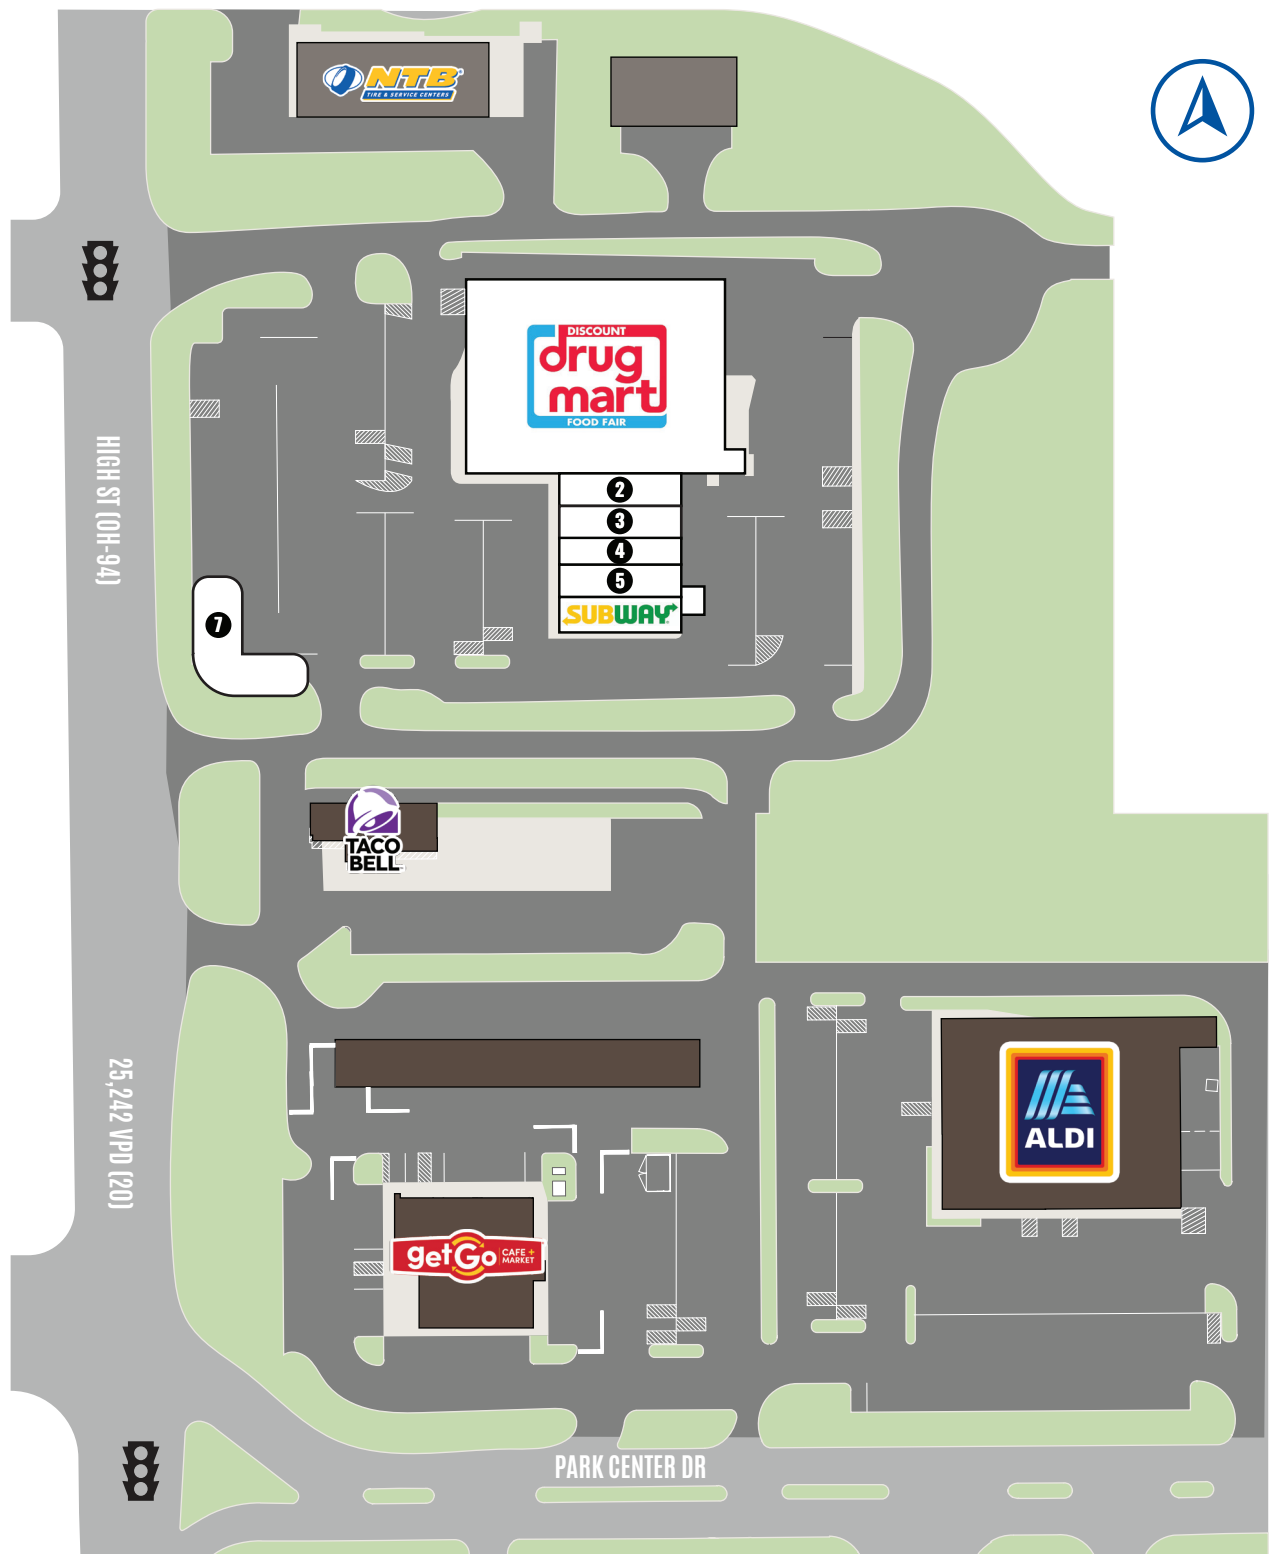 NTB
TIRE & SERVICE CENTERS
DISCOUNT
drug
mart
FOOD FAIR
2
3
4
5
SUBWAY
7
HIGH ST (OH-94)
TACO
BELL
25,242 VPD (20)
ALDI
getGo
CAFE +
MARKET
PARK CENTER DR